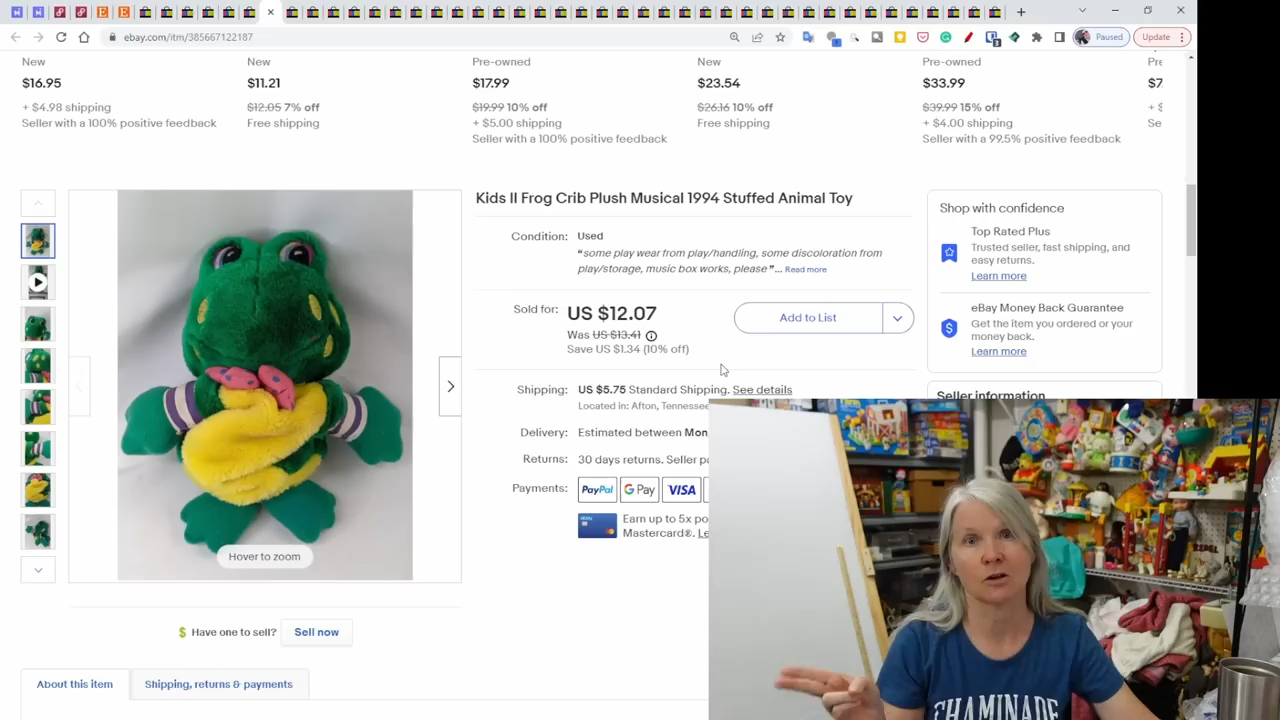 ebay.com/itm/385667122187
Paused
Update
New
$16.95
+ $4.98 shipping
Seller with a 100% positive feedback
New
$11.21
$12.05 7% off
Free shipping
Pre-owned
$17.99
$19.99 10% off
+ $5.00 shipping
Seller with a 100% positive feedback
New
$23.54
$26.16 10% off
Free shipping
Pre-owned
$33.99
$39.99 15% off
+ $4.00 shipping
Seller with a 99.5% positive feedback
Kids II Frog Crib Plush Musical 1994 Stuffed Animal Toy
Condition: Used
“some play wear from play/handling, some discoloration from
play/storage, music box works, please”... Read more
Sold for: US $12.07
Was US $13.41
Save US $1.34 (10% off)
Add to List
Shipping: US $5.75 Standard Shipping. See details
Located in: Afton, Tennessee
Delivery: Estimated between Mon
Returns: 30 days returns. Seller pa
Payments: PayPal G Pay VISA
Earn up to 5x po
Mastercard®. Le
Shop with confidence
Top Rated Plus
Trusted seller, fast shipping, and
easy returns.
Learn more
eBay Money Back Guarantee
Get the item you ordered or your
money back.
Learn more
Seller information
Hover to zoom
Have one to sell? Sell now
About this item
Shipping, returns & payments
CHAMINADE